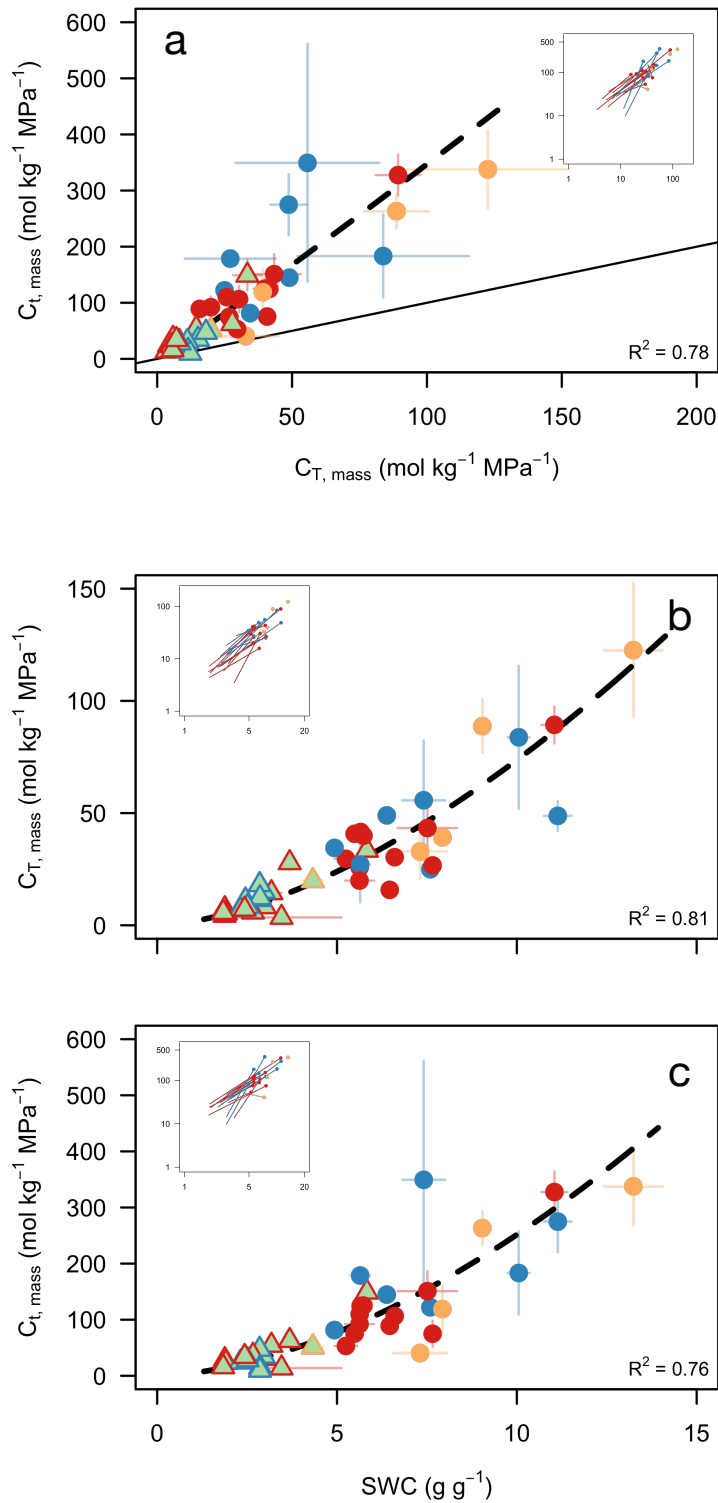 a
600
500
400
300
200
100
0
C_t, mass (mol kg⁻¹ MPa⁻¹)
500
100
10
1
1 10 100
R² = 0.78
0 50 100 150 200
C_T, mass (mol kg⁻¹ MPa⁻¹)
b
150
100
50
0
C_T, mass (mol kg⁻¹ MPa⁻¹)
100
10
1
1 5 20
R² = 0.81
c
600
500
400
300
200
100
0
C_t, mass (mol kg⁻¹ MPa⁻¹)
500
100
10
1
1 5 20
R² = 0.76
0 5 10 15
SWC (g g⁻¹)